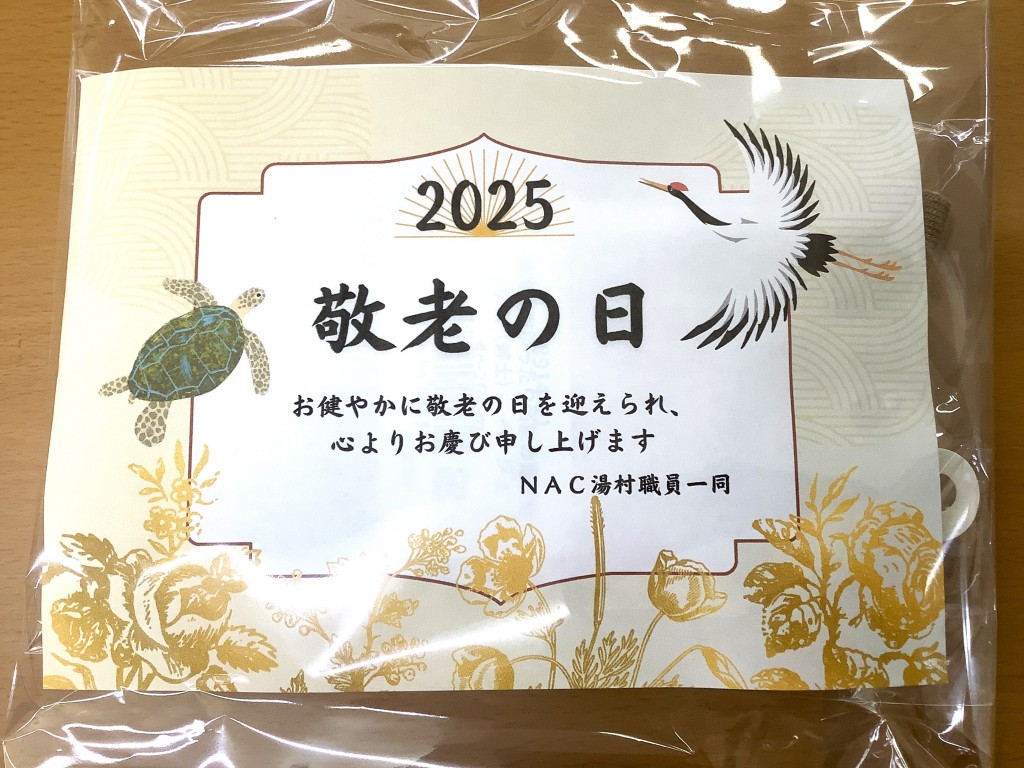 2025
敬老の日
お健やかに敬老の日を迎えられ、
心よりお慶び申し上げます
ＮＡＣ湯村職員一同